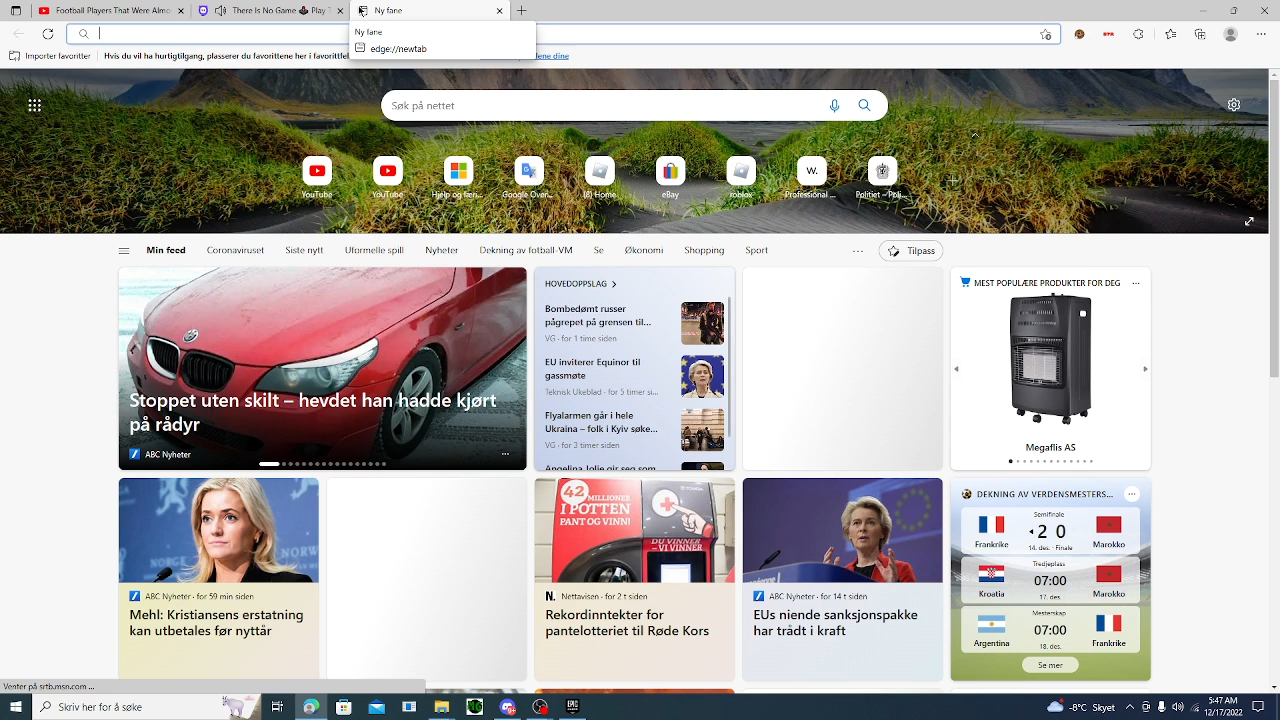 Football Players That Were Almo
There Is No Game Play T
Ny fane
Ny fane
edge://newtab
Importer favoritter
Hvis du vil ha hurtigtilgang, plasserer du favorittene her i favorittfel
ene dine
Søk på nettet
YouTube
YouTube
Hjelp og læri...
Google Over...
(8) Home
eBay
roblox
W.
Professional ...
Politiet – Poli...
Min feed
Coronaviruset
Siste nytt
Uformelle spill
Nyheter
Dekning av fotball-VM
Se
Økonomi
Shopping
Sport
Tilpass
Stoppet uten skilt – hevdet han hadde kjørt
på rådyr
ABC Nyheter
HOVEDOPPSLAG
Bombedømt russer
pågrepet på grensen til...
VG · for 1 time siden
EU inviterer Equinor til
gassmøte
Teknisk Ukeblad · for 5 timer si...
Flyalarmen går i hele
Ukraina – folk i Kyiv søke...
VG · for 3 timer siden
Angelina Jolie gir seg som
MEST POPULÆRE PRODUKTER FOR DEG
Megaflis AS
ABC Nyheter · for 59 min siden
Mehl: Kristiansens erstatning
kan utbetales før nyttår
42
MILLIONER
I POTTEN
PANT OG VINN!
DU VINNER
– VI VINNER
N. Nettavisen · for 2 t siden
Rekordinntekter for
pantelotteriet til Røde Kors
ABC Nyheter · for 14 t siden
EUs niende sanksjonspakke
har trådt i kraft
DEKNING AV VERDENSMESTERS...
Semifinale
2 0
Frankrike
Marokko
14. des. · Finale
Tredjeplass
07:00
Kroatia
Marokko
17. des.
Mesterskap
07:00
Argentina
Frankrike
18. des.
Se mer
Venter på srtb.msn.com ...
Skriv her for å søke
EPIC
-8°C Skyet
5:47 AM
12/17/2022